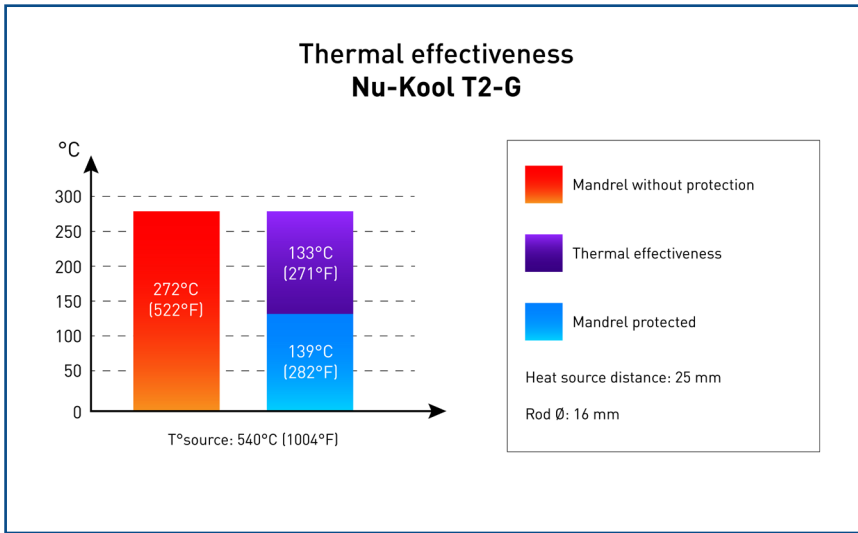 Thermal effectiveness
Nu-Kool T2-G
°C
300
250
200
150
100
50
0
272°C
(522°F)
133°C
(271°F)
139°C
(282°F)
T°source: 540°C (1004°F)
Mandrel without protection
Thermal effectiveness
Mandrel protected
Heat source distance: 25 mm
Rod Ø: 16 mm